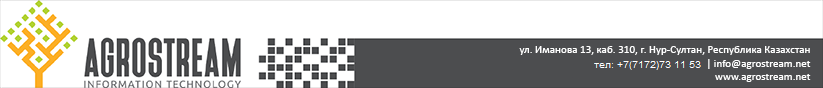 AGROSTREAM
INFORMATION TECHNOLOGY
ул. Иманова 13, каб. 310, г. Нур-Султан, Республика Казахстан
тел: +7(7172)73 11 53 | info@agrostream.net
www.agrostream.net